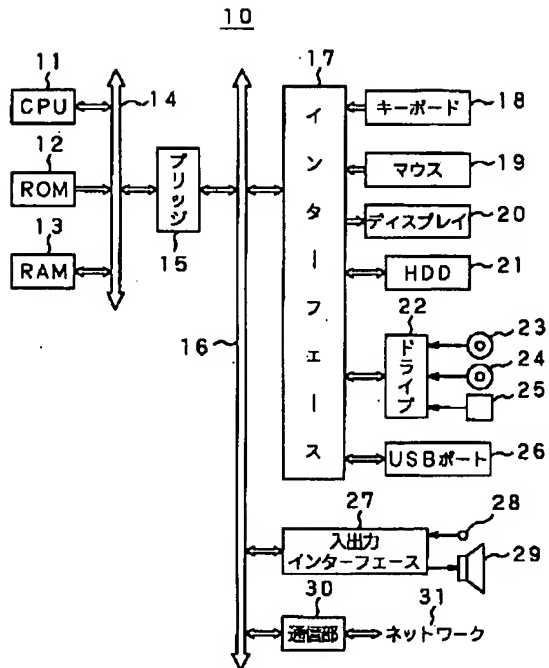 10
11
CPU
14
12
ROM
13
RAM
ブリッジ
15
16
17
インターフェース
キーボード
18
マウス
19
ディスプレイ
20
HDD
21
22
ドライブ
23
24
25
USBポート
26
27
入出力
インターフェース
28
29
30
通信部
31
ネットワーク